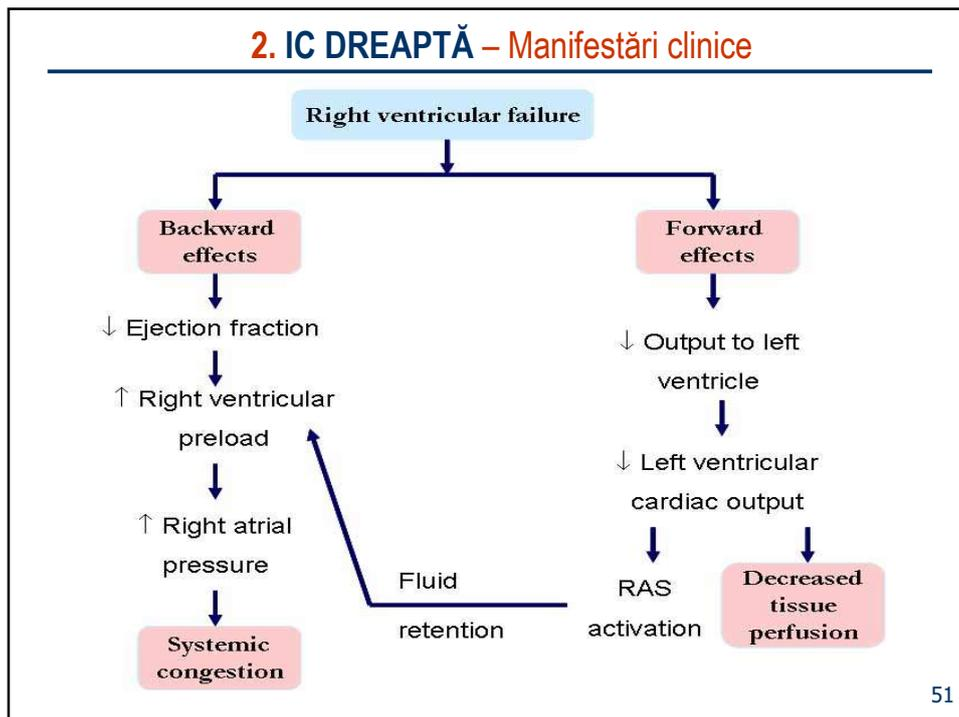 2. IC DREAPTĂ – Manifestări clinice
Right ventricular failure
Backward
effects
↓ Ejection fraction
↑ Right ventricular
preload
↑ Right atrial
pressure
Systemic
congestion
Fluid
retention
Forward
effects
↓ Output to left
ventricle
↓ Left ventricular
cardiac output
RAS
activation
Decreased
tissue
perfusion
51